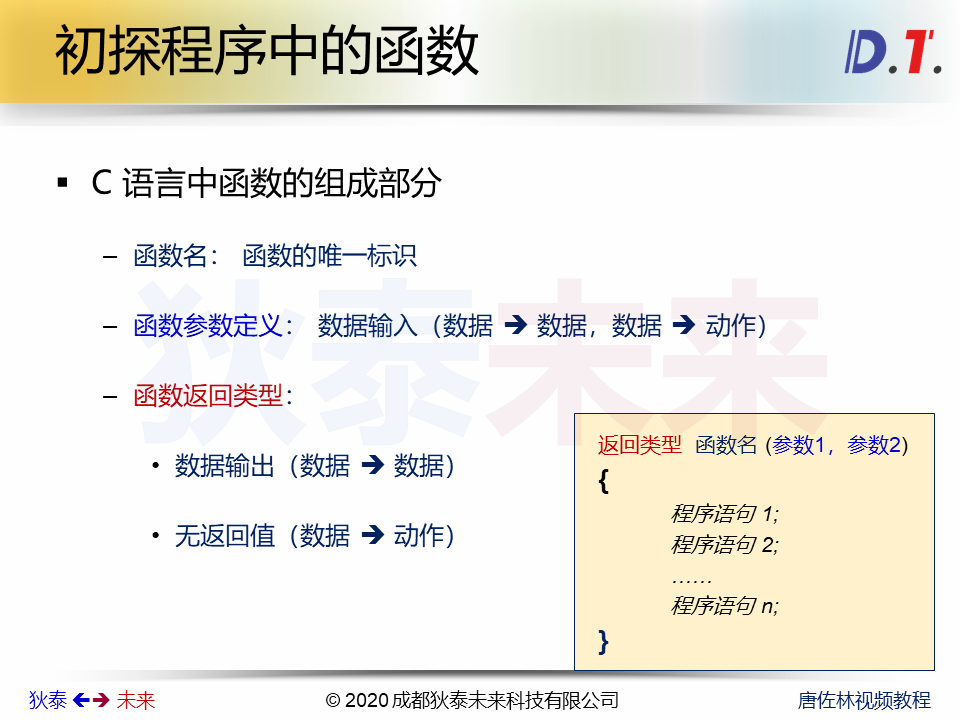 初探程序中的函数
D.T.
▪ C 语言中函数的组成部分
– 函数名： 函数的唯一标识
– 函数参数定义： 数据输入（数据 → 数据，数据 → 动作）
– 函数返回类型：
• 数据输出（数据 → 数据）
• 无返回值（数据 → 动作）
狄泰未来
返回类型 函数名 (参数1，参数2)
{
程序语句 1;
程序语句 2;
……
程序语句 n;
}
狄泰 ←→ 未来
© 2020 成都狄泰未来科技有限公司
唐佐林视频教程